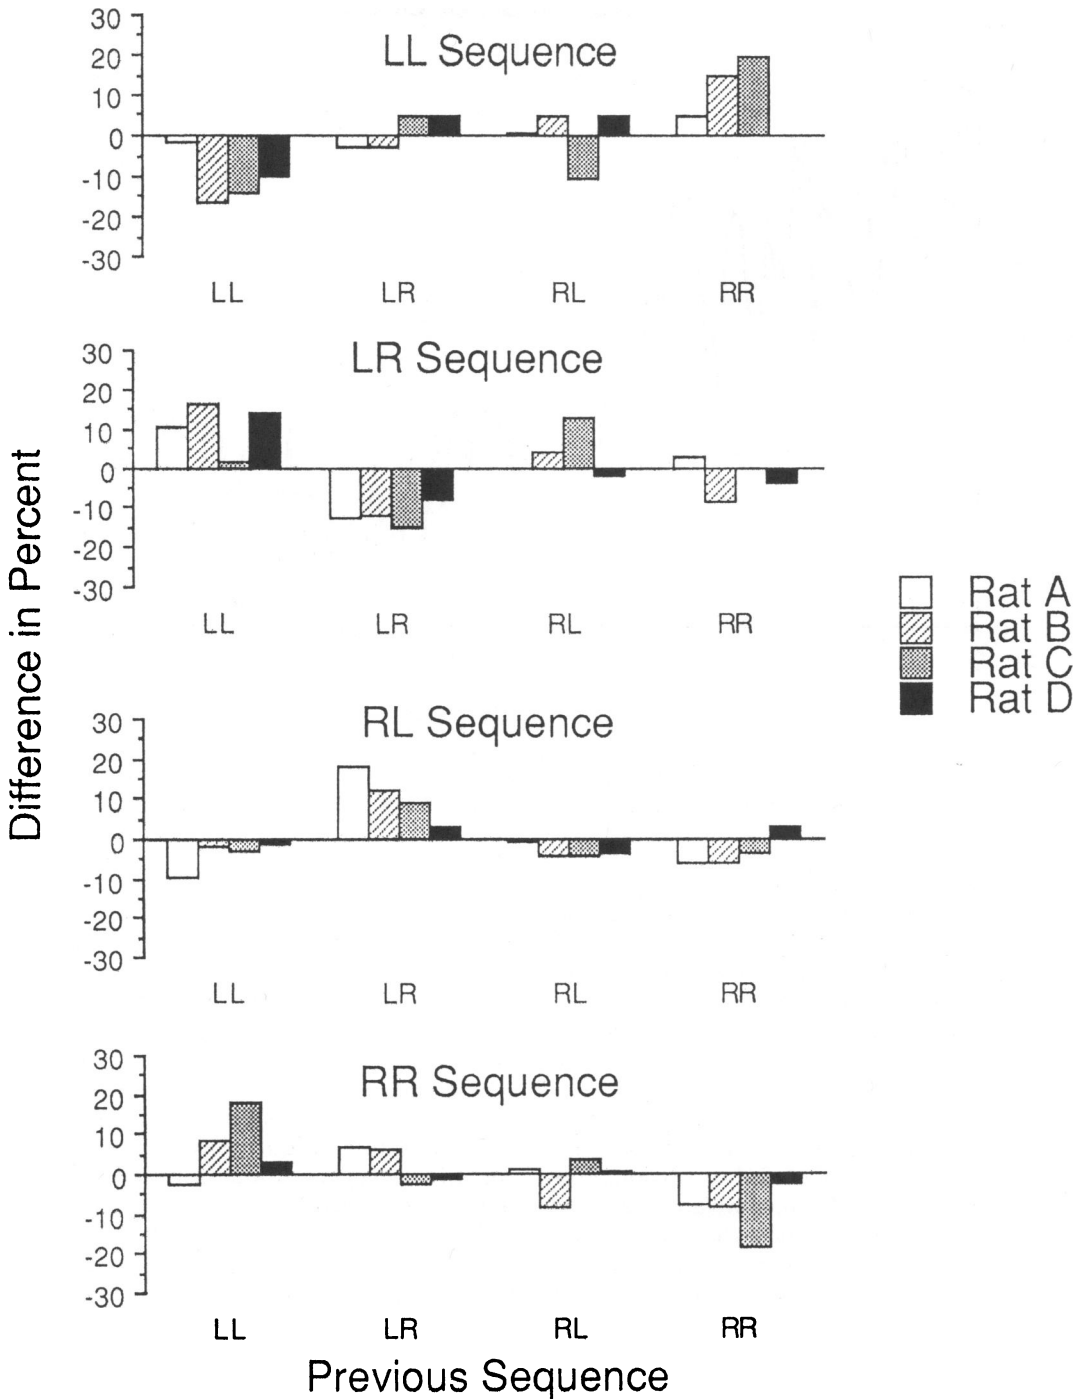 LL Sequence
30
20
10
0
-10
-20
-30
LL LR RL RR
LR Sequence
30
20
10
0
-10
-20
-30
LL LR RL RR
RL Sequence
30
20
10
0
-10
-20
-30
LL LR RL RR
RR Sequence
30
20
10
0
-10
-20
-30
LL LR RL RR
Previous Sequence
Difference in Percent
Rat A
Rat B
Rat C
Rat D